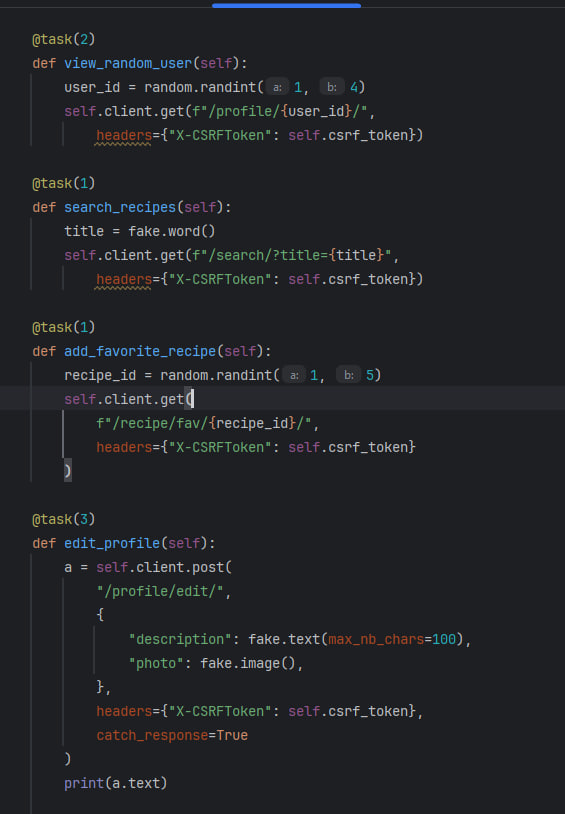 @task(2)
def view_random_user(self):
    user_id = random.randint( a: 1, b: 4)
    self.client.get(f"/profile/{user_id}/",
        headers={"X-CSRFToken": self.csrf_token})
@task(1)
def search_recipes(self):
    title = fake.word()
    self.client.get(f"/search/?title={title}",
        headers={"X-CSRFToken": self.csrf_token})
@task(1)
def add_favorite_recipe(self):
    recipe_id = random.randint( a: 1, b: 5)
    self.client.get(
        f"/recipe/fav/{recipe_id}/",
        headers={"X-CSRFToken": self.csrf_token}
    )
@task(3)
def edit_profile(self):
    a = self.client.post(
        "/profile/edit/",
        {
            "description": fake.text(max_nb_chars=100),
            "photo": fake.image(),
        },
        headers={"X-CSRFToken": self.csrf_token},
        catch_response=True
    )
    print(a.text)